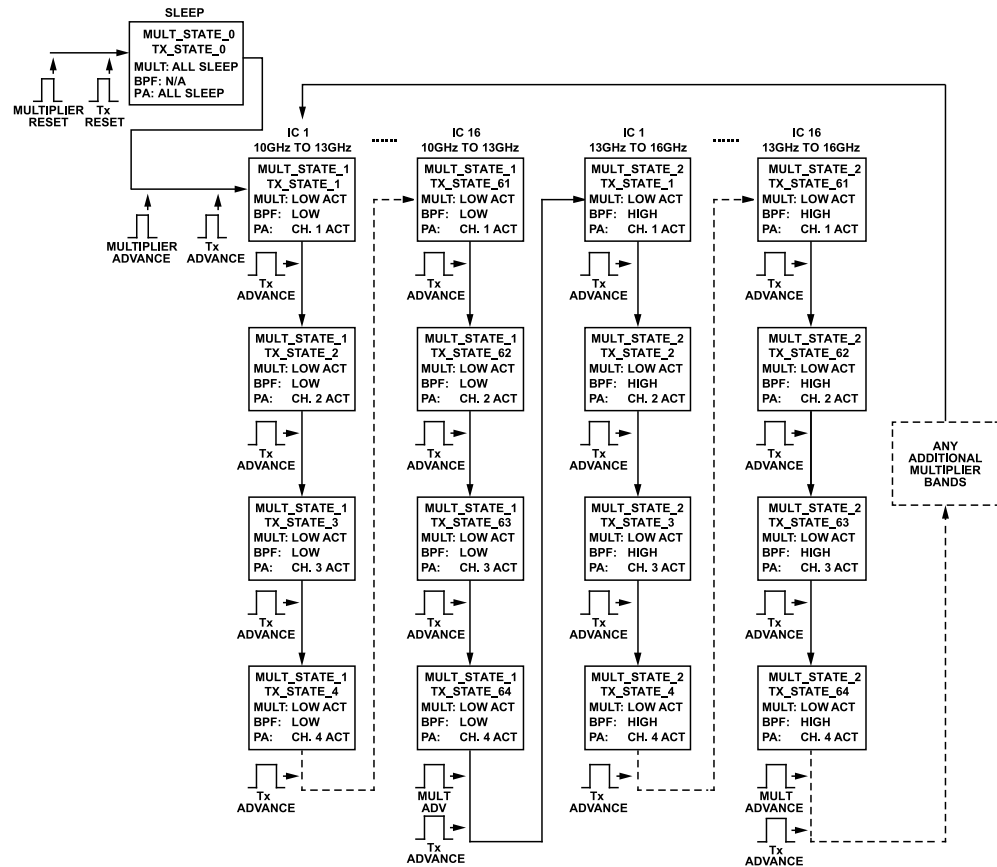 SLEEP
MULT_STATE_0
TX_STATE_0
MULT: ALL SLEEP
BPF: N/A
PA: ALL SLEEP
MULTIPLIER
RESET
Tx
RESET
MULTIPLIER
ADVANCE
Tx
ADVANCE
IC 1
10GHz TO 13GHz
MULT_STATE_1
TX_STATE_1
MULT: LOW ACT
BPF: LOW
PA: CH. 1 ACT
Tx
ADVANCE
MULT_STATE_1
TX_STATE_2
MULT: LOW ACT
BPF: LOW
PA: CH. 2 ACT
Tx
ADVANCE
MULT_STATE_1
TX_STATE_3
MULT: LOW ACT
BPF: LOW
PA: CH. 3 ACT
Tx
ADVANCE
MULT_STATE_1
TX_STATE_4
MULT: LOW ACT
BPF: LOW
PA: CH. 4 ACT
Tx
ADVANCE
IC 16
10GHz TO 13GHz
MULT_STATE_1
TX_STATE_61
MULT: LOW ACT
BPF: LOW
PA: CH. 1 ACT
Tx
ADVANCE
MULT_STATE_1
TX_STATE_62
MULT: LOW ACT
BPF: LOW
PA: CH. 2 ACT
Tx
ADVANCE
MULT_STATE_1
TX_STATE_63
MULT: LOW ACT
BPF: LOW
PA: CH. 3 ACT
Tx
ADVANCE
MULT_STATE_1
TX_STATE_64
MULT: LOW ACT
BPF: LOW
PA: CH. 4 ACT
MULT
ADV
Tx
ADVANCE
IC 1
13GHz TO 16GHz
MULT_STATE_2
TX_STATE_1
MULT: LOW ACT
BPF: HIGH
PA: CH. 1 ACT
Tx
ADVANCE
MULT_STATE_2
TX_STATE_2
MULT: LOW ACT
BPF: HIGH
PA: CH. 2 ACT
Tx
ADVANCE
MULT_STATE_2
TX_STATE_3
MULT: LOW ACT
BPF: HIGH
PA: CH. 3 ACT
Tx
ADVANCE
MULT_STATE_2
TX_STATE_4
MULT: LOW ACT
BPF: HIGH
PA: CH. 4 ACT
Tx
ADVANCE
IC 16
13GHz TO 16GHz
MULT_STATE_2
TX_STATE_61
MULT: LOW ACT
BPF: HIGH
PA: CH. 1 ACT
Tx
ADVANCE
MULT_STATE_2
TX_STATE_62
MULT: LOW ACT
BPF: HIGH
PA: CH. 2 ACT
Tx
ADVANCE
MULT_STATE_2
TX_STATE_63
MULT: LOW ACT
BPF: HIGH
PA: CH. 3 ACT
Tx
ADVANCE
MULT_STATE_2
TX_STATE_64
MULT: LOW ACT
BPF: HIGH
PA: CH. 4 ACT
MULT
ADVANCE
Tx
ADVANCE
ANY
ADDITIONAL
MULTIPLIER
BANDS